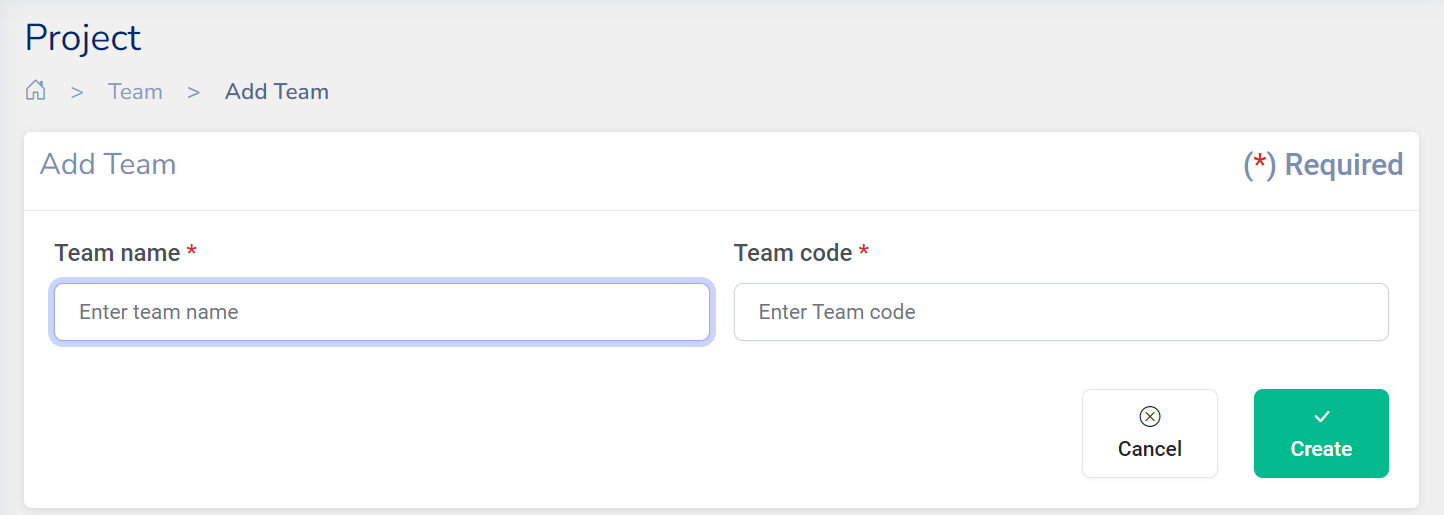 Project
> Team > Add Team
Add Team (*) Required
Team name * Team code *
Enter team name Enter Team code
Cancel Create